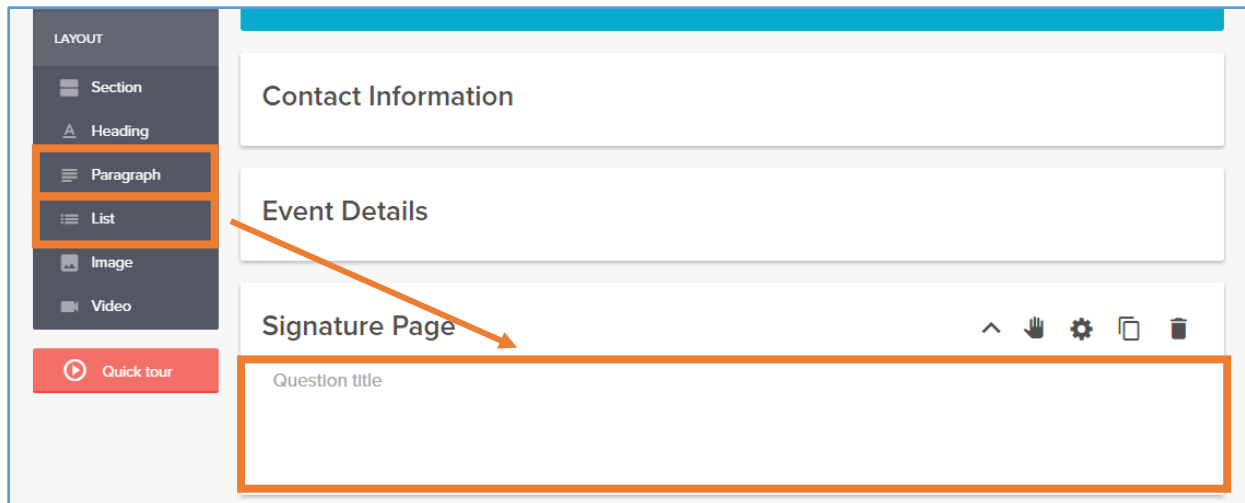 LAYOUT
Section
Heading
Paragraph
List
Image
Video
Quick tour
Contact Information
Event Details
Signature Page
Question title